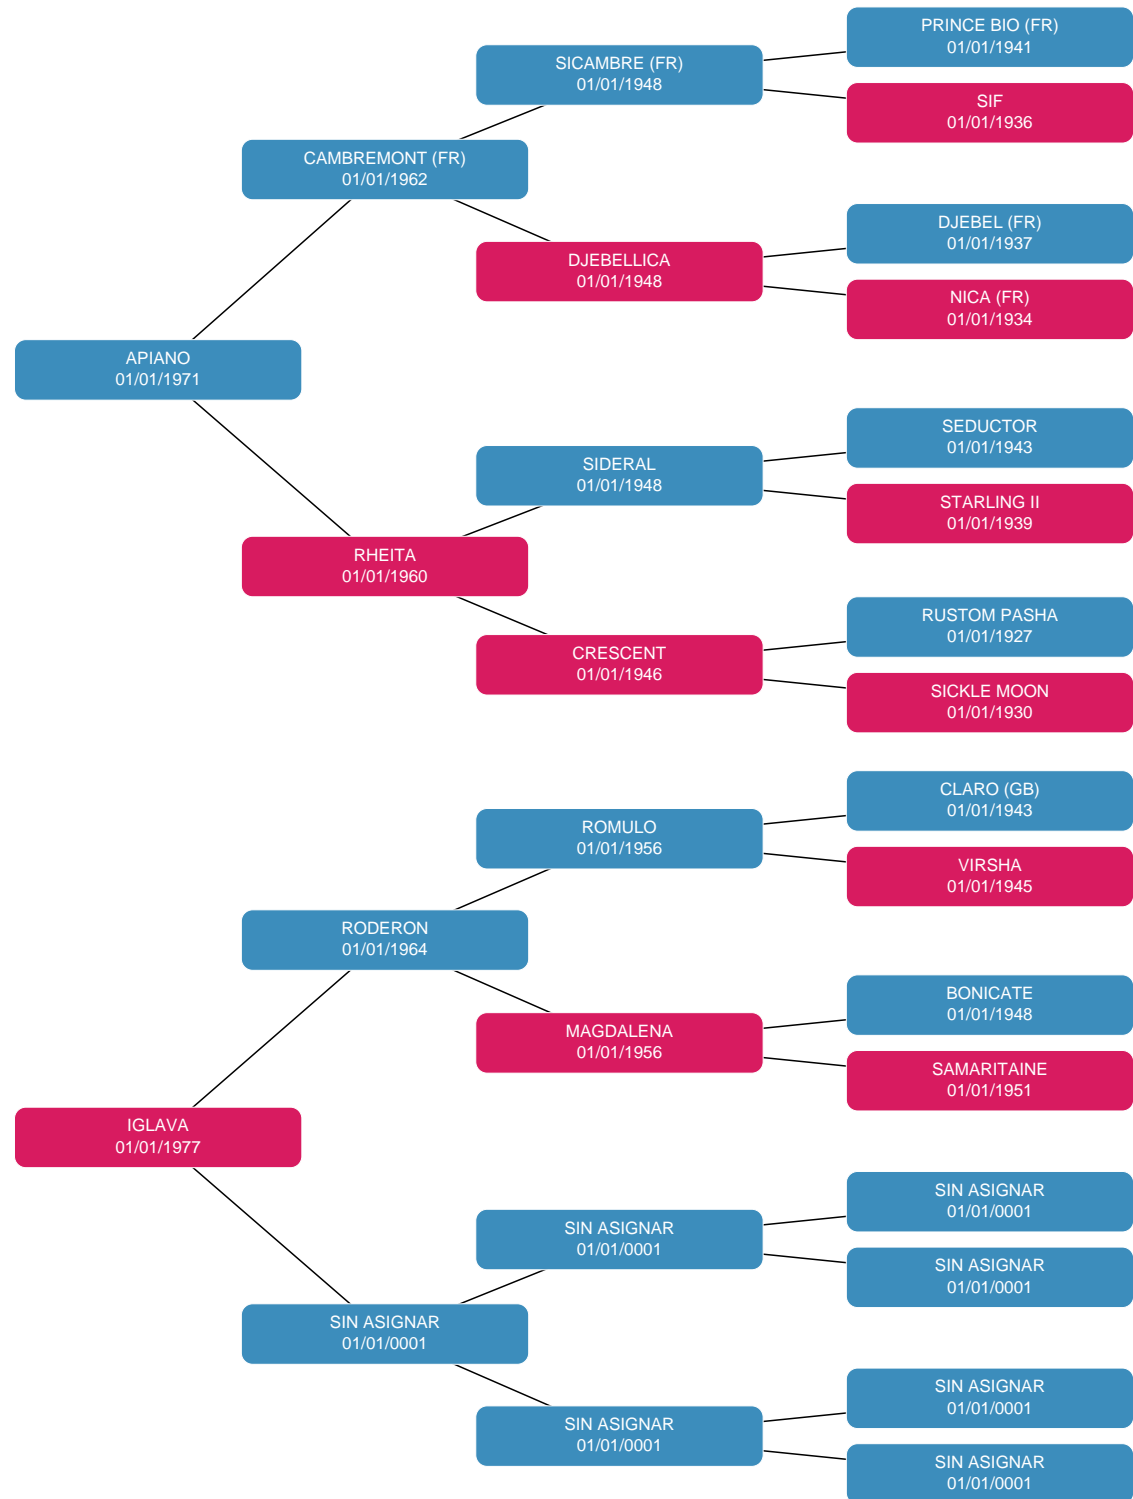 PRINCE BIO (FR)
01/01/1941
SICAMBRE (FR)
01/01/1948
SIF
01/01/1936
CAMBREMONT (FR)
01/01/1962
DJEBEL (FR)
01/01/1937
DJEBELLICA
01/01/1948
NICA (FR)
01/01/1934
APIANO
01/01/1971
SEDUCTOR
01/01/1943
SIDERAL
01/01/1948
STARLING II
01/01/1939
RHEITA
01/01/1960
RUSTOM PASHA
01/01/1927
CRESCENT
01/01/1946
SICKLE MOON
01/01/1930
CLARO (GB)
01/01/1943
ROMULO
01/01/1956
VIRSHA
01/01/1945
RODERON
01/01/1964
BONICATE
01/01/1948
MAGDALENA
01/01/1956
SAMARITAINE
01/01/1951
IGLAVA
01/01/1977
SIN ASIGNAR
01/01/0001
SIN ASIGNAR
01/01/0001
SIN ASIGNAR
01/01/0001
SIN ASIGNAR
01/01/0001
SIN ASIGNAR
01/01/0001
SIN ASIGNAR
01/01/0001
SIN ASIGNAR
01/01/0001